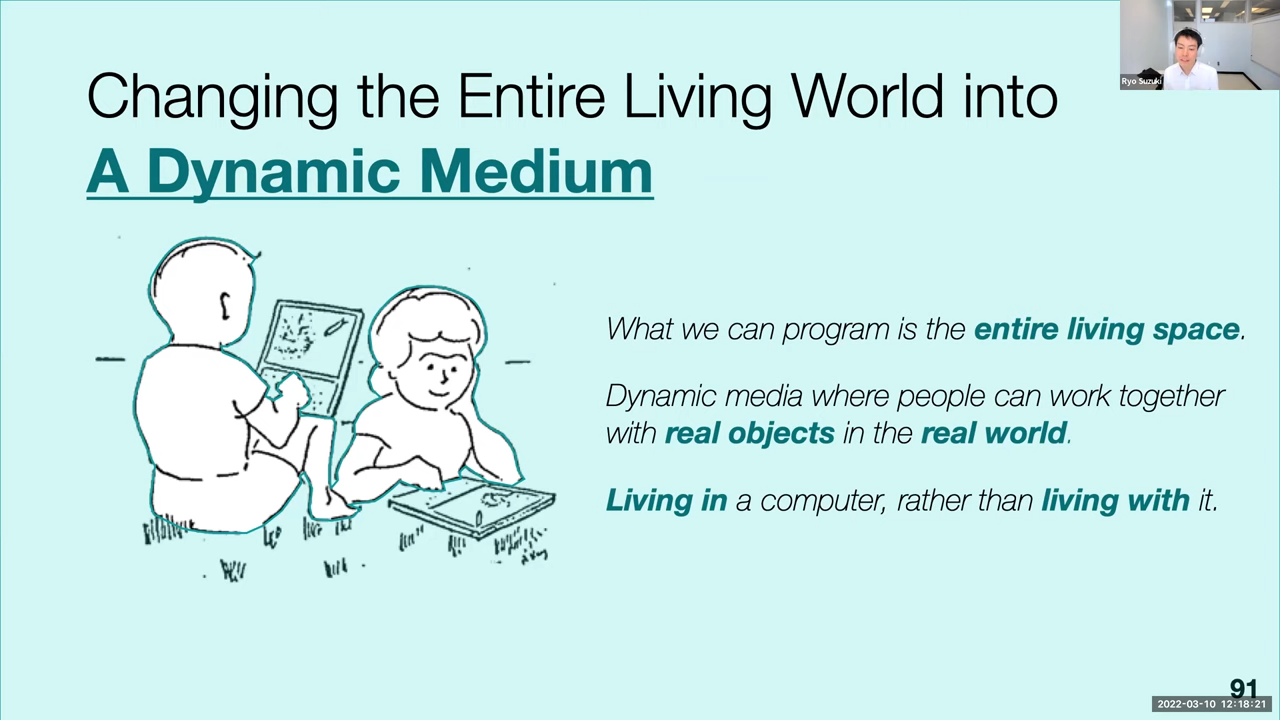 Ryo Suzuki
Changing the Entire Living World into
A Dynamic Medium
What we can program is the entire living space.
Dynamic media where people can work together
with real objects in the real world.
Living in a computer, rather than living with it.
91
2022-03-10 12:18:21